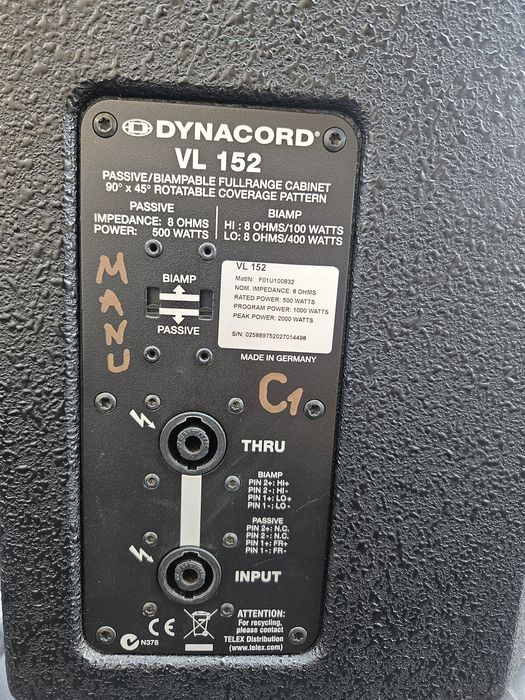 DYNACORD®
VL 152
PASSIVE/BIAMPABLE FULLRANGE CABINET
90° x 45° ROTATABLE COVERAGE PATTERN
PASSIVE
IMPEDANCE: 8 OHMS
POWER: 500 WATTS
BIAMP
HI : 8 OHMS/100 WATTS
LO: 8 OHMS/400 WATTS
MANU
BIAMP
PASSIVE
VL 152
Mat/N: F01U100832
NOM. IMPEDANCE: 8 OHMS
RATED POWER: 500 WATTS
PROGRAM POWER: 1000 WATTS
PEAK POWER: 2000 WATTS
S/N: 025889752027014498
MADE IN GERMANY
C1
THRU
BIAMP
PIN 2+: HI+
PIN 2-: HI-
PIN 1+: LO+
PIN 1-: LO-
PASSIVE
PIN 2+: N.C.
PIN 2-: N.C.
PIN 1+: FR+
PIN 1-: FR-
INPUT
N378
CE
ATTENTION:
For recycling,
please contact
TELEX Distribution
(www.telex.com)